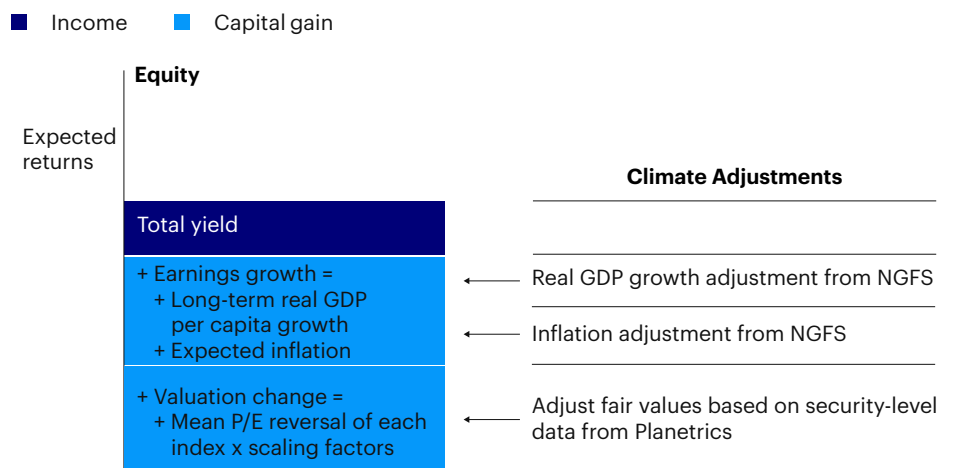 Income
Capital gain
Equity
Expected
returns
Climate Adjustments
Total yield
+ Earnings growth =
+ Long-term real GDP
per capita growth
+ Expected inflation
Real GDP growth adjustment from NGFS
Inflation adjustment from NGFS
+ Valuation change =
+ Mean P/E reversal of each
index x scaling factors
Adjust fair values based on security-level
data from Planetrics